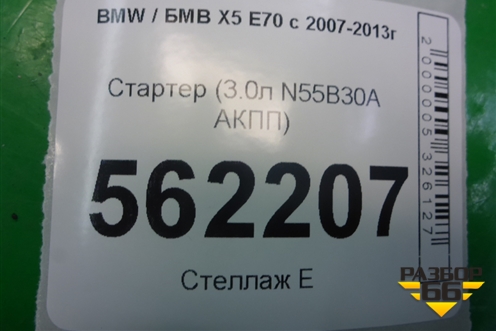 BMW / БМВ X5 E70 с 2007-2013г
Стартер (3.0л N55B30A
АКПП)
562207
Стеллаж Е
2000005326127
РАЗБОР
66